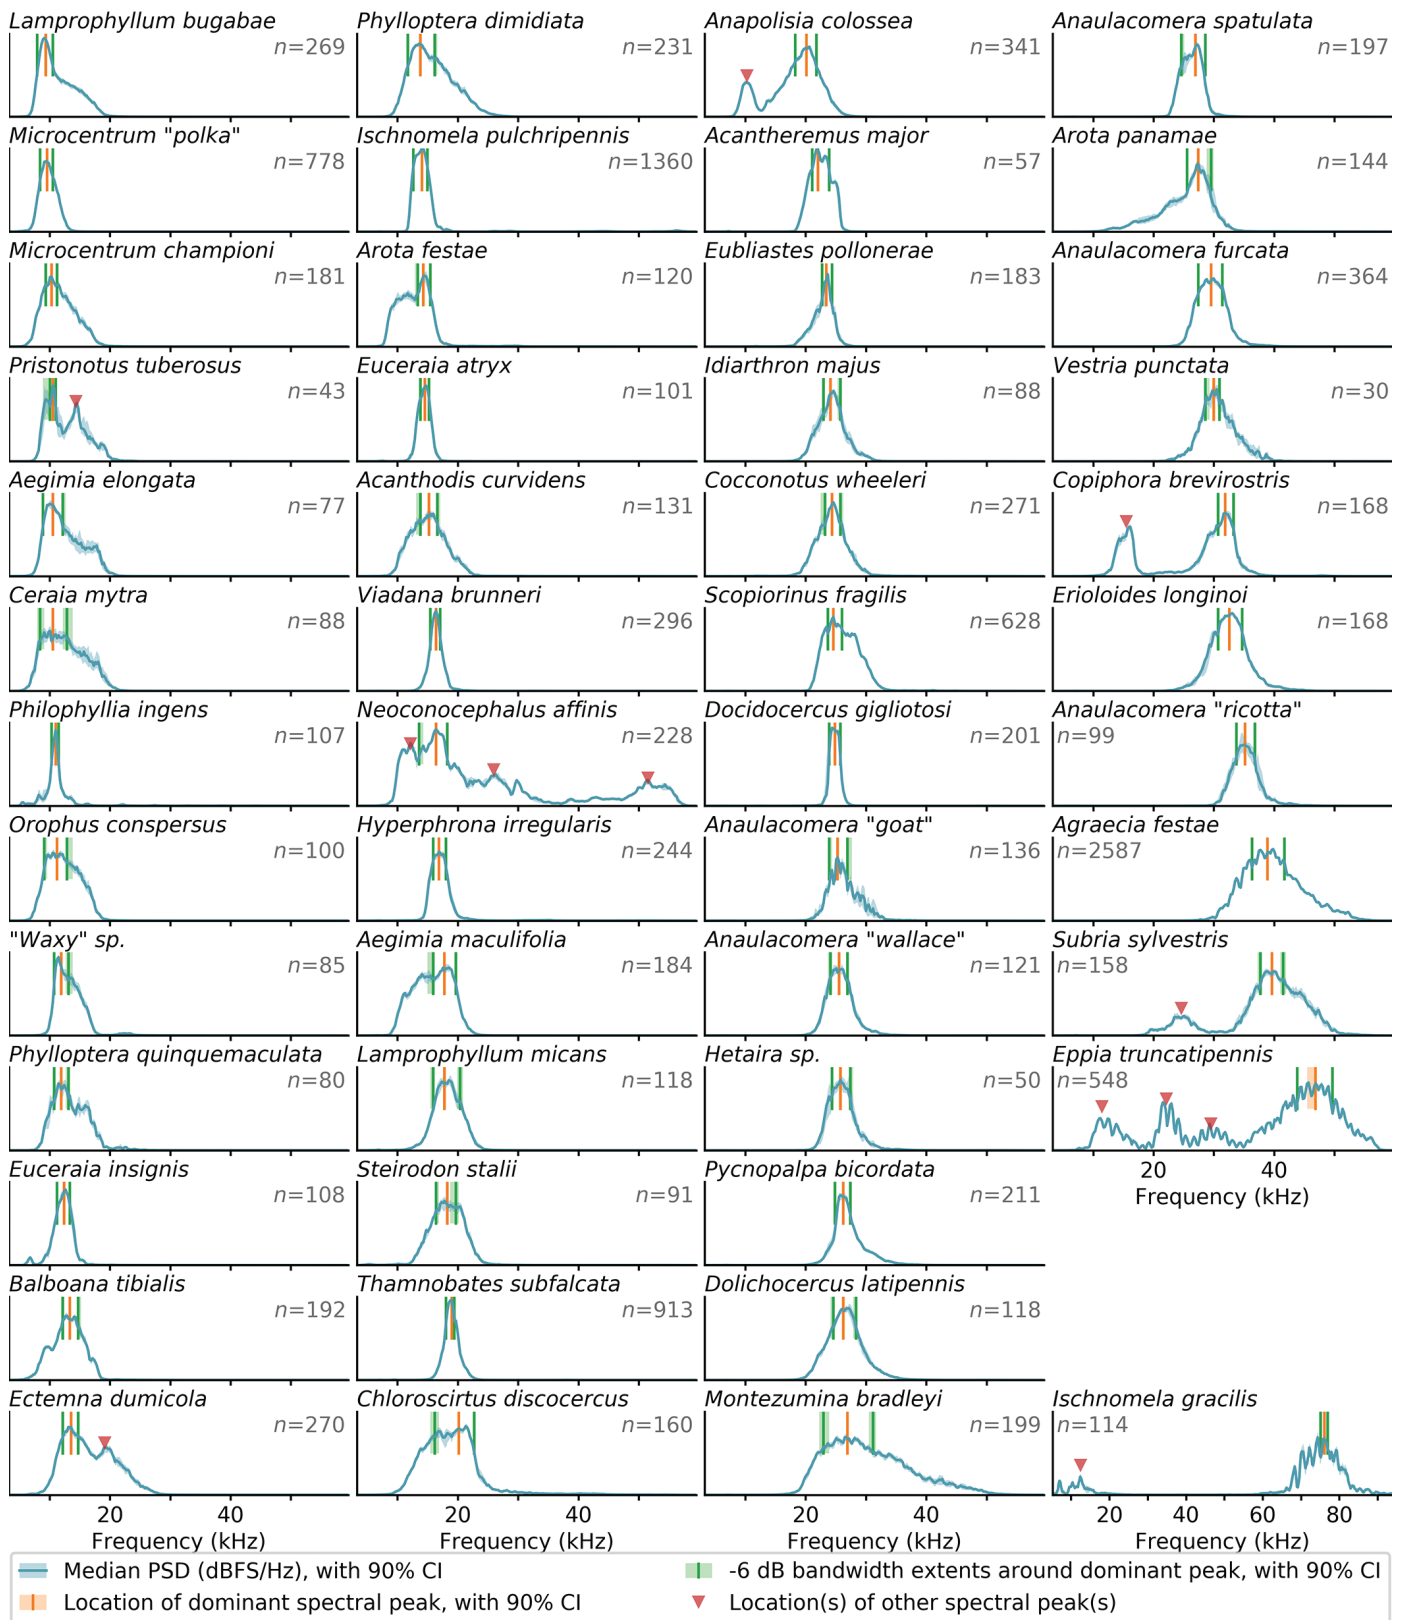 Lamprophyllum bugabae
n=269
Microcentrum "polka"
n=778
Microcentrum championi
n=181
Pristonotus tuberosus
n=43
Aegimia elongata
n=77
Ceraia mytra
n=88
Philophyllia ingens
n=107
Orophus conspersus
n=100
"Waxy" sp.
n=85
Phylloptera quinquemaculata
n=80
Euceraia insignis
n=108
Balboana tibialis
n=192
Ectemna dumicola
n=270
20 40
Frequency (kHz)
Phylloptera dimidiata
n=231
Ischnomela pulchripennis
n=1360
Arota festae
n=120
Euceraia atryx
n=101
Acanthodis curvidens
n=131
Viadana brunneri
n=296
Neoconocephalus affinis
n=228
Hyperphrona irregularis
n=244
Aegimia maculifolia
n=184
Lamprophyllum micans
n=118
Steirodon stalii
n=91
Thamnobates subfalcata
n=913
Chloroscirtus discocercus
n=160
20 40
Frequency (kHz)
Anapolisia colossea
n=341
Acantheremus major
n=57
Eubliastes pollonerae
n=183
Idiarthron majus
n=88
Cocconotus wheeleri
n=271
Scopiorinus fragilis
n=628
Docidocercus gigliotosi
n=201
Anaulacomera "goat"
n=136
Anaulacomera "wallace"
n=121
Hetaira sp.
n=50
Pycnopalpa bicordata
n=211
Dolichocercus latipennis
n=118
Montezumina bradleyi
n=199
20 40
Frequency (kHz)
Anaulacomera spatulata
n=197
Arota panamae
n=144
Anaulacomera furcata
n=364
Vestria punctata
n=30
Copiphora brevirostris
n=168
Erioloides longinoi
n=168
Anaulacomera "ricotta"
n=99
Agraecia festae
n=2587
Subria sylvestris
n=158
Eppia truncatipennis
n=548
20 40
Frequency (kHz)
Ischnomela gracilis
n=114
20 40 60 80
Frequency (kHz)
Median PSD (dBFS/Hz), with 90% CI
Location of dominant spectral peak, with 90% CI
-6 dB bandwidth extents around dominant peak, with 90% CI
Location(s) of other spectral peak(s)